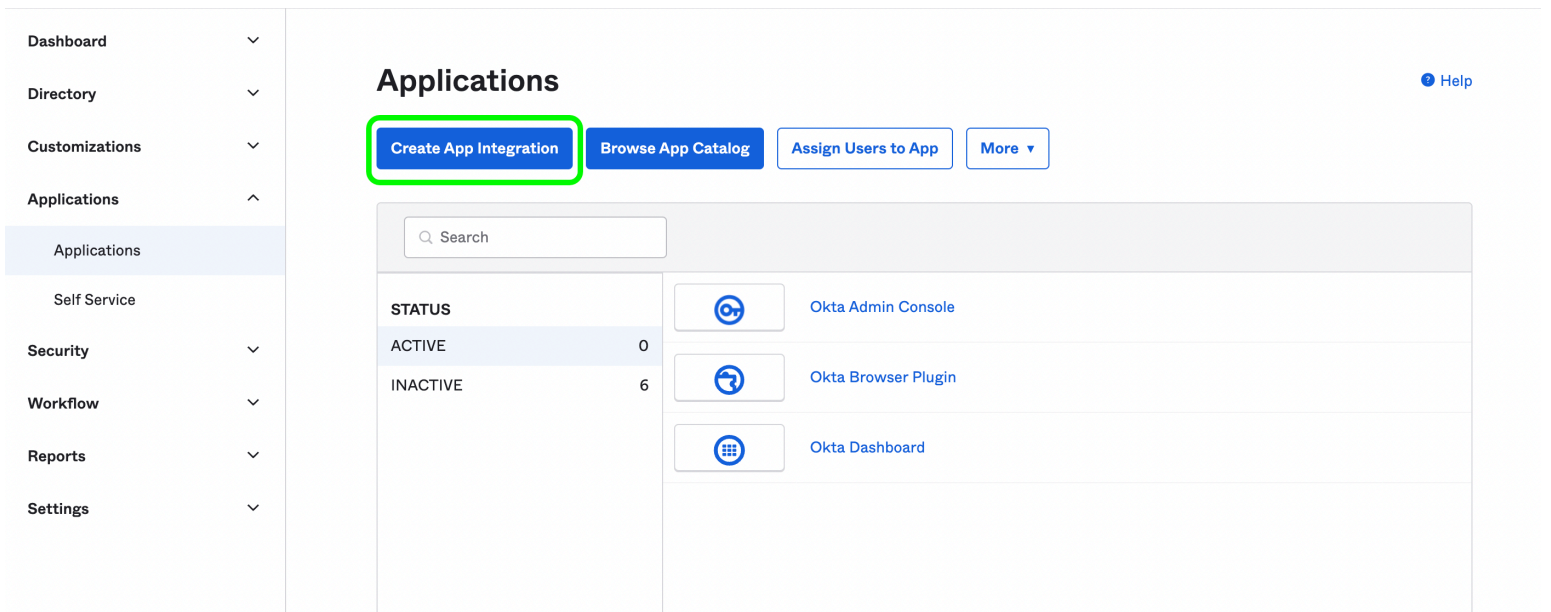 Dashboard
Directory
Customizations
Applications
Applications
Self Service
Security
Workflow
Reports
Settings
Applications
Help
Create App Integration
Browse App Catalog
Assign Users to App
More ▼
Search
STATUS
ACTIVE 0
INACTIVE 6
Okta Admin Console
Okta Browser Plugin
Okta Dashboard